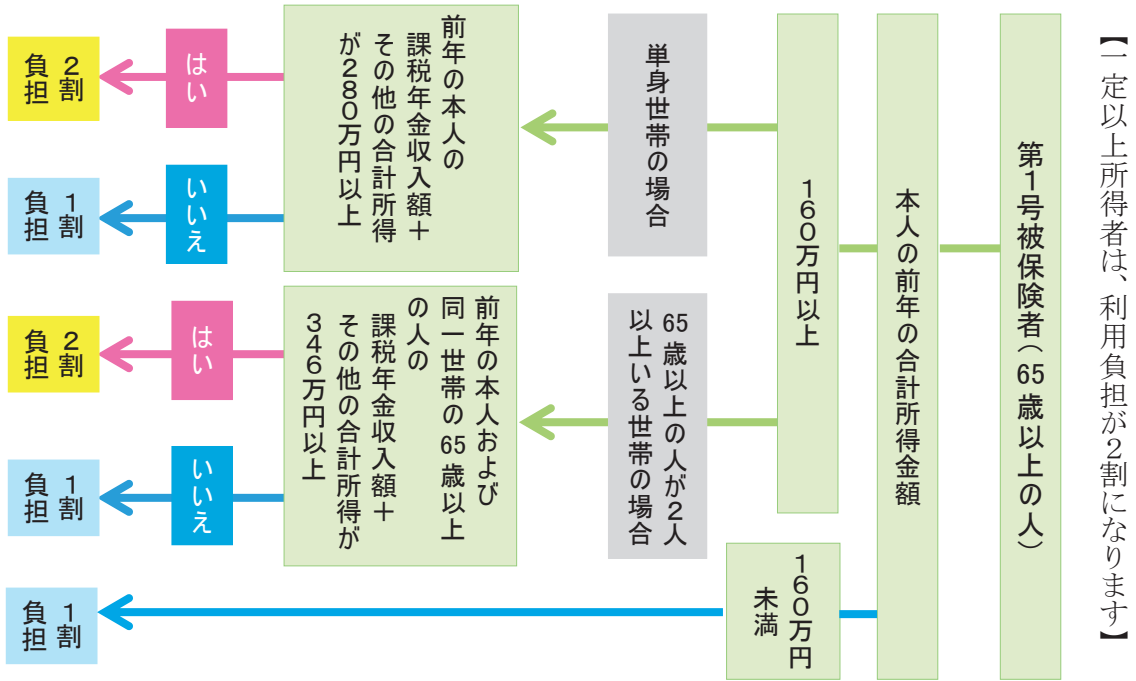 【一定以上所得者は、利用負担が2割になります】
第1号被保険者(65歳以上の人)
本人の前年の合計所得金額
160万円以上
単身世帯の場合
前年の本人の
課税年金収入額＋
その他の合計所得
が280万円以上
はい
2割
負担
いいえ
1割
負担
65歳以上の人が2人
以上いる世帯の場合
前年の本人および
同一世帯の65歳以上
の人の
課税年金収入額＋
その他の合計所得が
346万円以上
はい
2割
負担
いいえ
1割
負担
160万円
未満
1割
負担